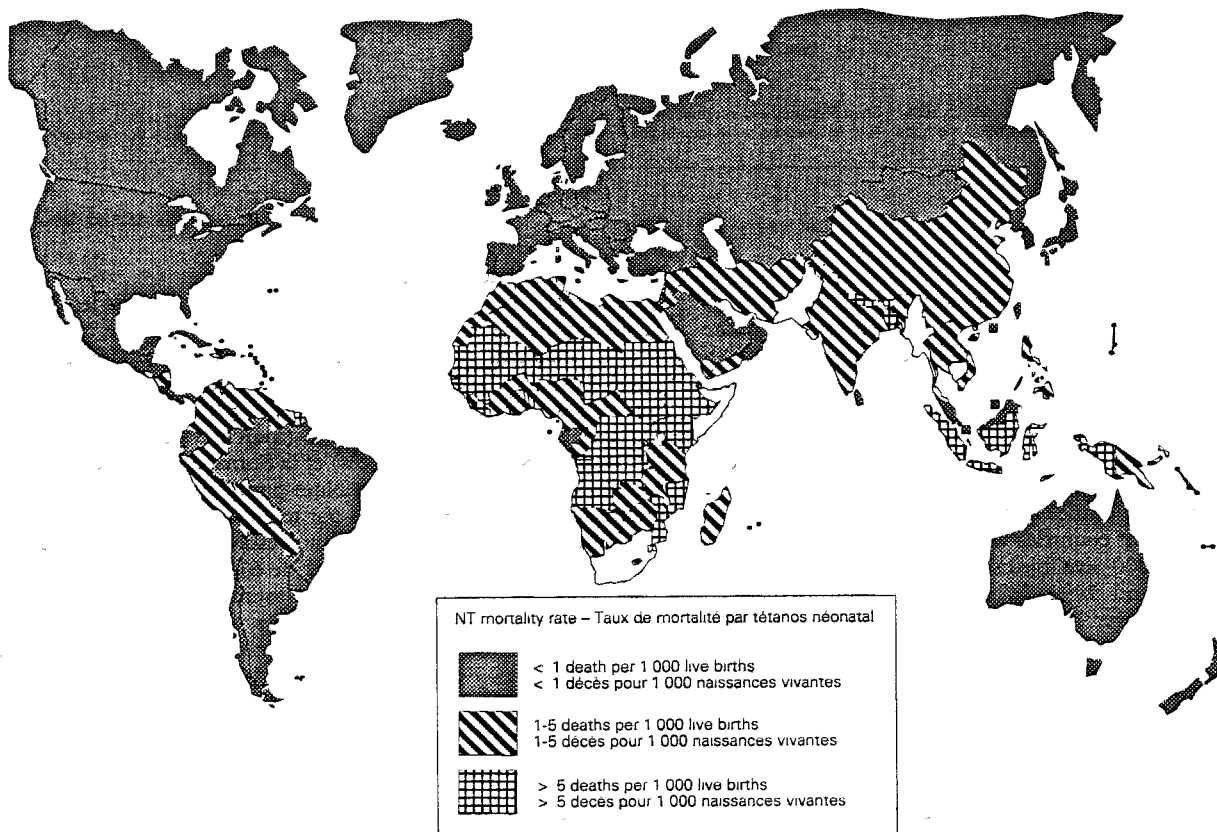 NT mortality rate – Taux de mortalité par tétanos néonatal
< 1 death per 1 000 live births
< 1 décès pour 1 000 naissances vivantes
1-5 deaths per 1 000 live births
1-5 décès pour 1 000 naissances vivantes
> 5 deaths per 1 000 live births
> 5 decès pour 1 000 naissances vivantes